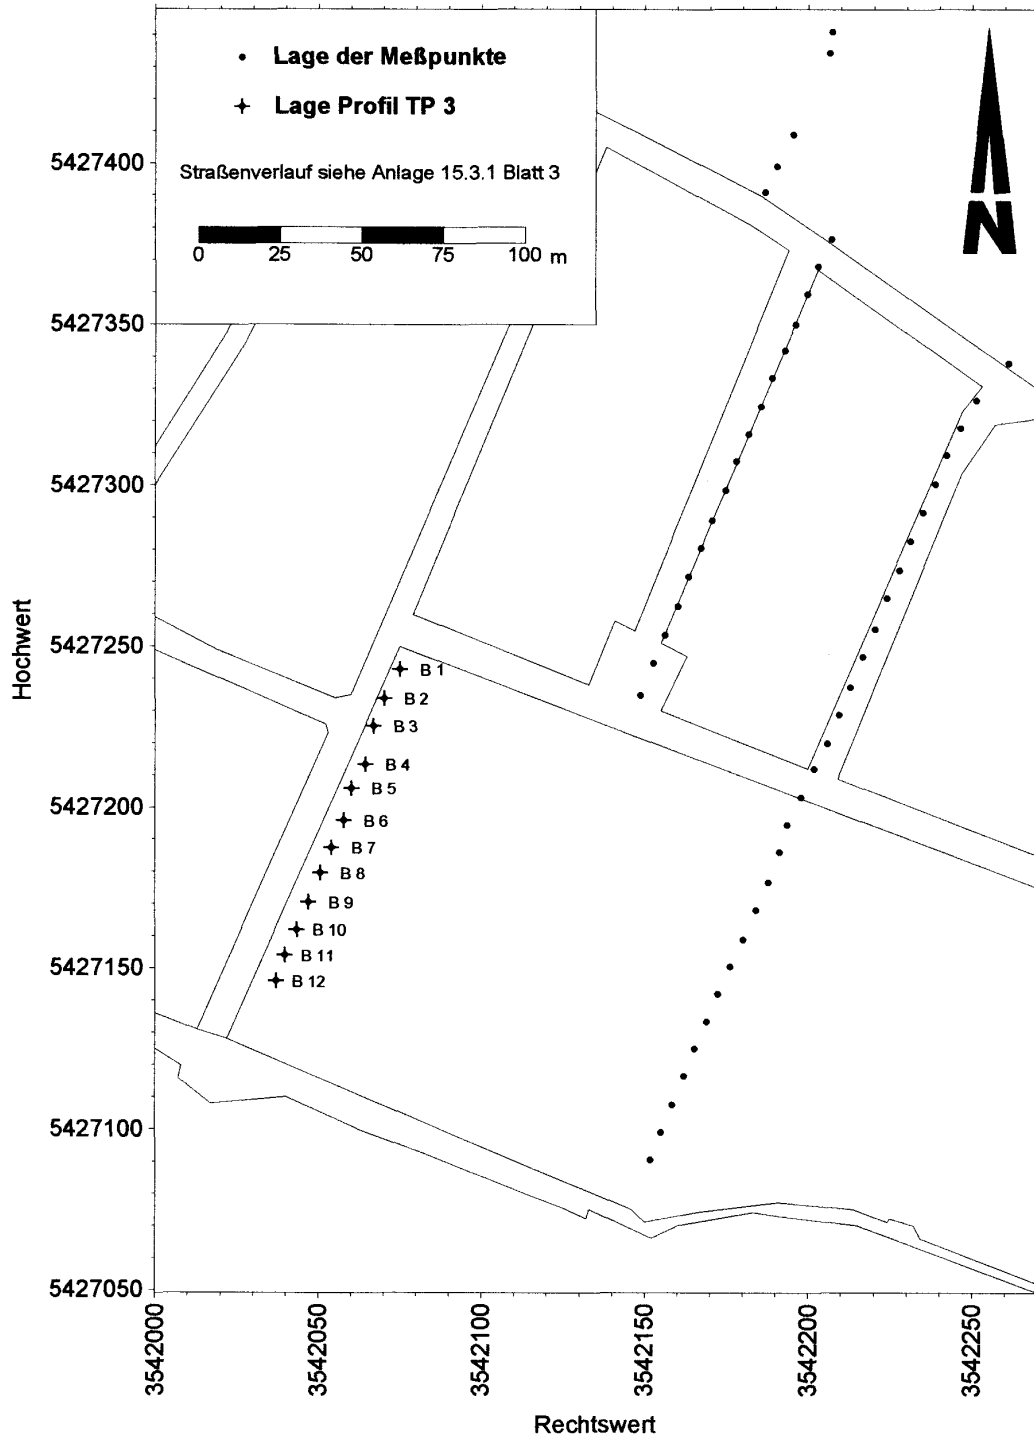 Lage der Meßpunkte
Lage Profil TP 3
Straßenverlauf siehe Anlage 15.3.1 Blatt 3
0 25 50 75 100 m
N
Hochwert
5427400
5427350
5427300
5427250
5427200
5427150
5427100
5427050
B 1
B 2
B 3
B 4
B 5
B 6
B 7
B 8
B 9
B 10
B 11
B 12
3542000
3542050
3542100
3542150
3542200
3542250
Rechtswert